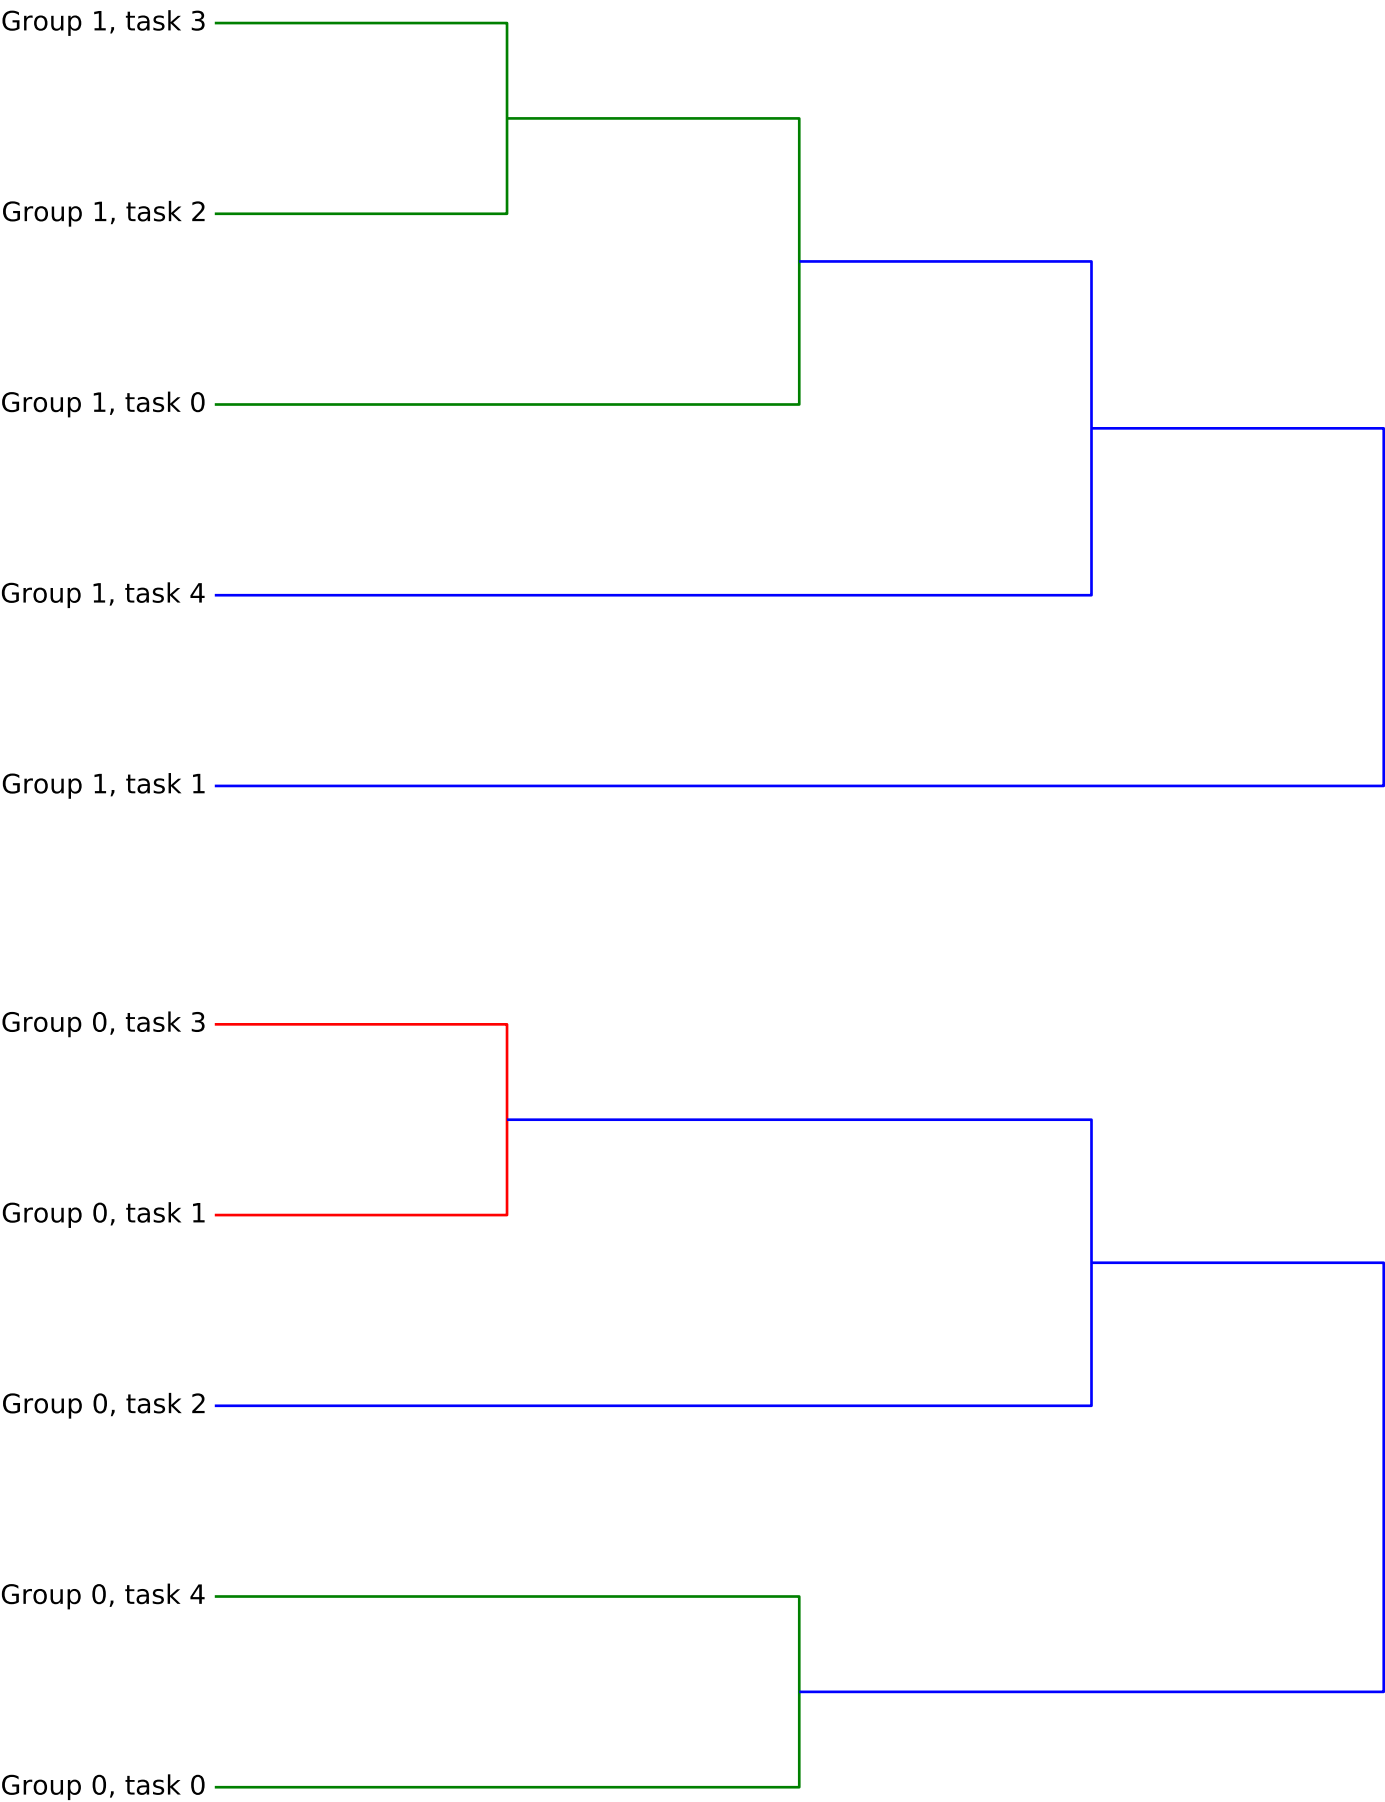 Group 1, task 3
Group 1, task 2
Group 1, task 0
Group 1, task 4
Group 1, task 1
Group 0, task 3
Group 0, task 1
Group 0, task 2
Group 0, task 4
Group 0, task 0